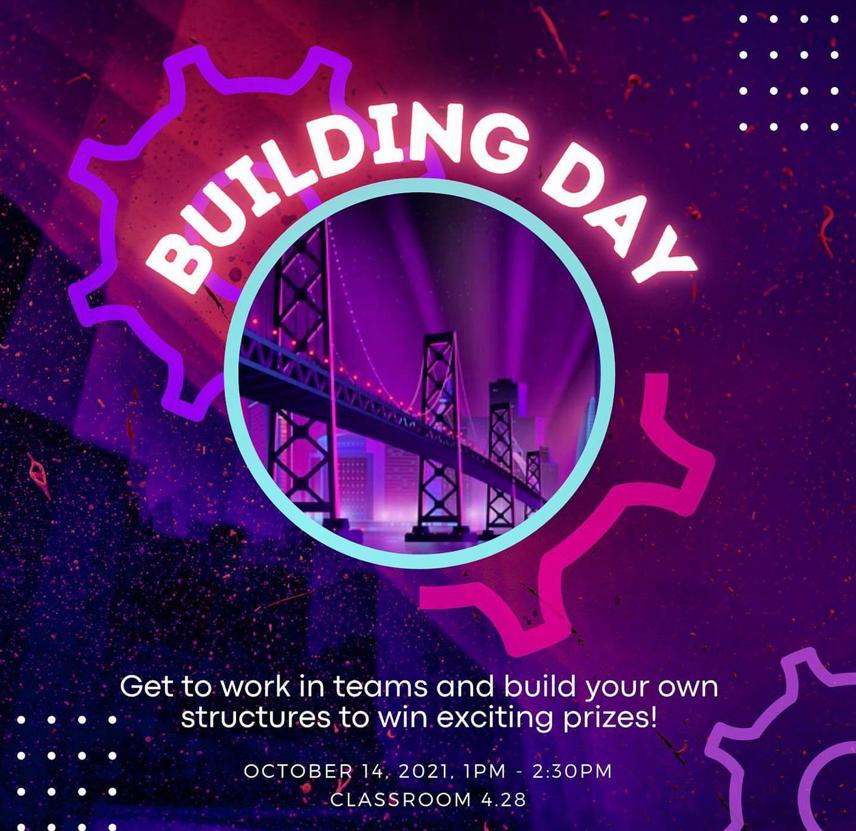 BUILDING DAY
Get to work in teams and build your own
structures to win exciting prizes!
OCTOBER 14, 2021, 1PM - 2:30PM
CLASSROOM 4.28